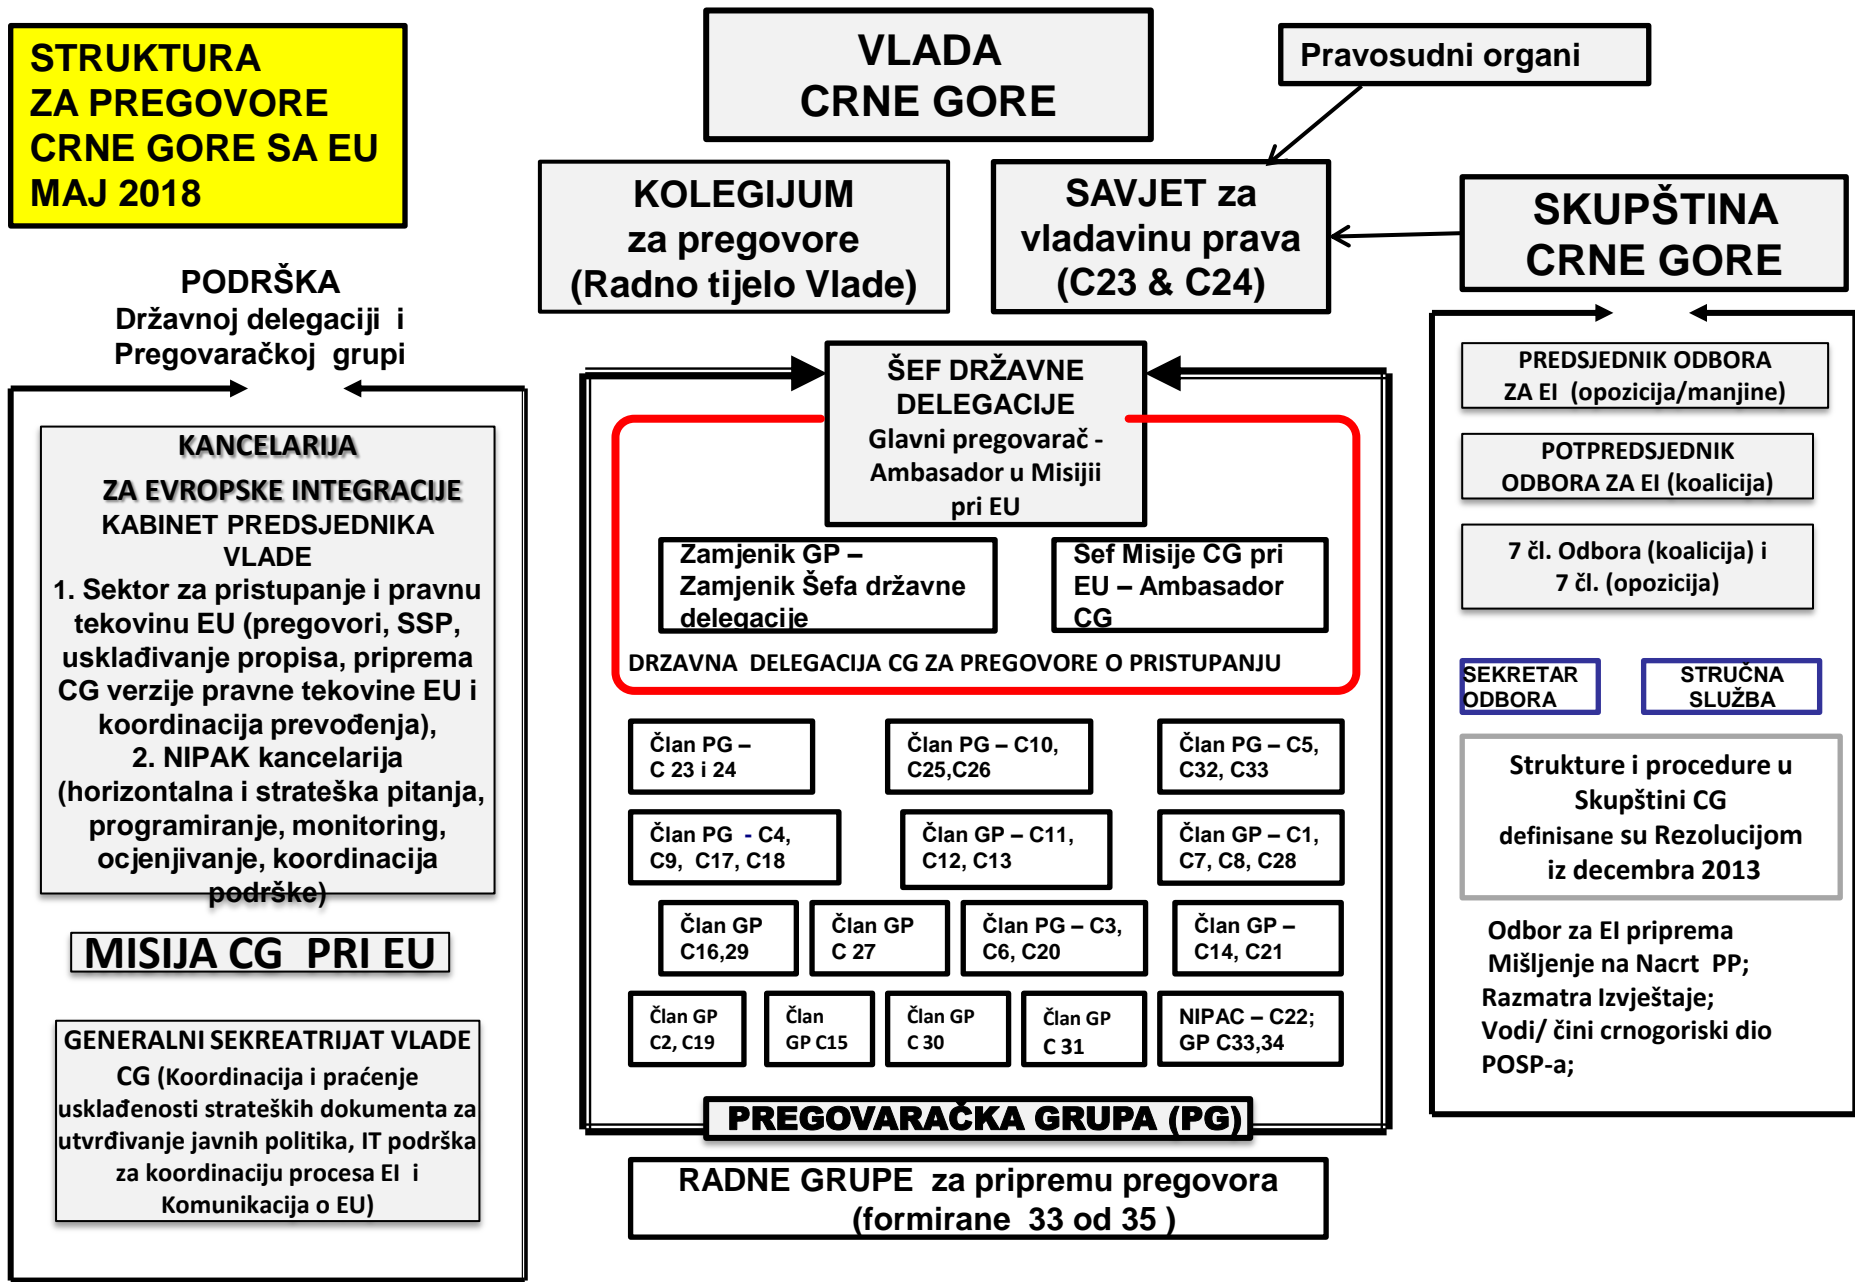 STRUKTURA
ZA PREGOVORE
CRNE GORE SA EU
MAJ 2018
VLADA
CRNE GORE
Pravosudni organi
KOLEGIJUM
za pregovore
(Radno tijelo Vlade)
SAVJET za
vladavinu prava
(C23 & C24)
SKUPŠTINA
CRNE GORE
PODRŠKA
Državnoj delegaciji i
Pregovaračkoj grupi
KANCELARIJA
ZA EVROPSKE INTEGRACIJE
KABINET PREDSJEDNIKA
VLADE
1. Sektor za pristupanje i pravnu
tekovinu EU (pregovori, SSP,
usklađivanje propisa, priprema
CG verzije pravne tekovine EU i
koordinacija prevođenja),
2. NIPAK kancelarija
(horizontalna i strateška pitanja,
programiranje, monitoring,
ocjenjivanje, koordinacija
podrške)
MISIJA CG PRI EU
GENERALNI SEKREATRIJAT VLADE
CG (Koordinacija i praćenje
usklađenosti strateških dokumenta za
utvrđivanje javnih politika, IT podrška
za koordinaciju procesa EI i
Komunikacija o EU)
ŠEF DRŽAVNE
DELEGACIJE
Glavni pregovarač -
Ambasador u Misijii
pri EU
Zamjenik GP –
Zamjenik Šefa državne
delegacije
Sef Misije CG pri
EU – Ambasador
CG
DRZAVNA DELEGACIJA CG ZA PREGOVORE O PRISTUPANJU
Član PG –
C 23 i 24
Član PG – C10,
C25,C26
Član PG – C5,
C32, C33
Član PG - C4,
C9, C17, C18
Član GP – C11,
C12, C13
Član GP – C1,
C7, C8, C28
Član GP
C16,29
Član GP
C 27
Član PG – C3,
C6, C20
Član GP –
C14, C21
Član GP
C2, C19
Član
GP C15
Član GP
C 30
Član GP
C 31
NIPAC – C22;
GP C33,34
PREGOVARAČKA GRUPA (PG)
RADNE GRUPE za pripremu pregovora
(formirane 33 od 35 )
PREDSJEDNIK ODBORA
ZA EI (opozicija/manjine)
POTPREDSJEDNIK
ODBORA ZA EI (koalicija)
7 čl. Odbora (koalicija) i
7 čl. (opozicija)
SEKRETAR
ODBORA
STRUČNA
SLUŽBA
Strukture i procedure u
Skupštini CG
definisane su Rezolucijom
iz decembra 2013
Odbor za EI priprema
Mišljenje na Nacrt PP;
Razmatra Izvještaje;
Vodi/ čini crnogoriski dio
POSP-a;